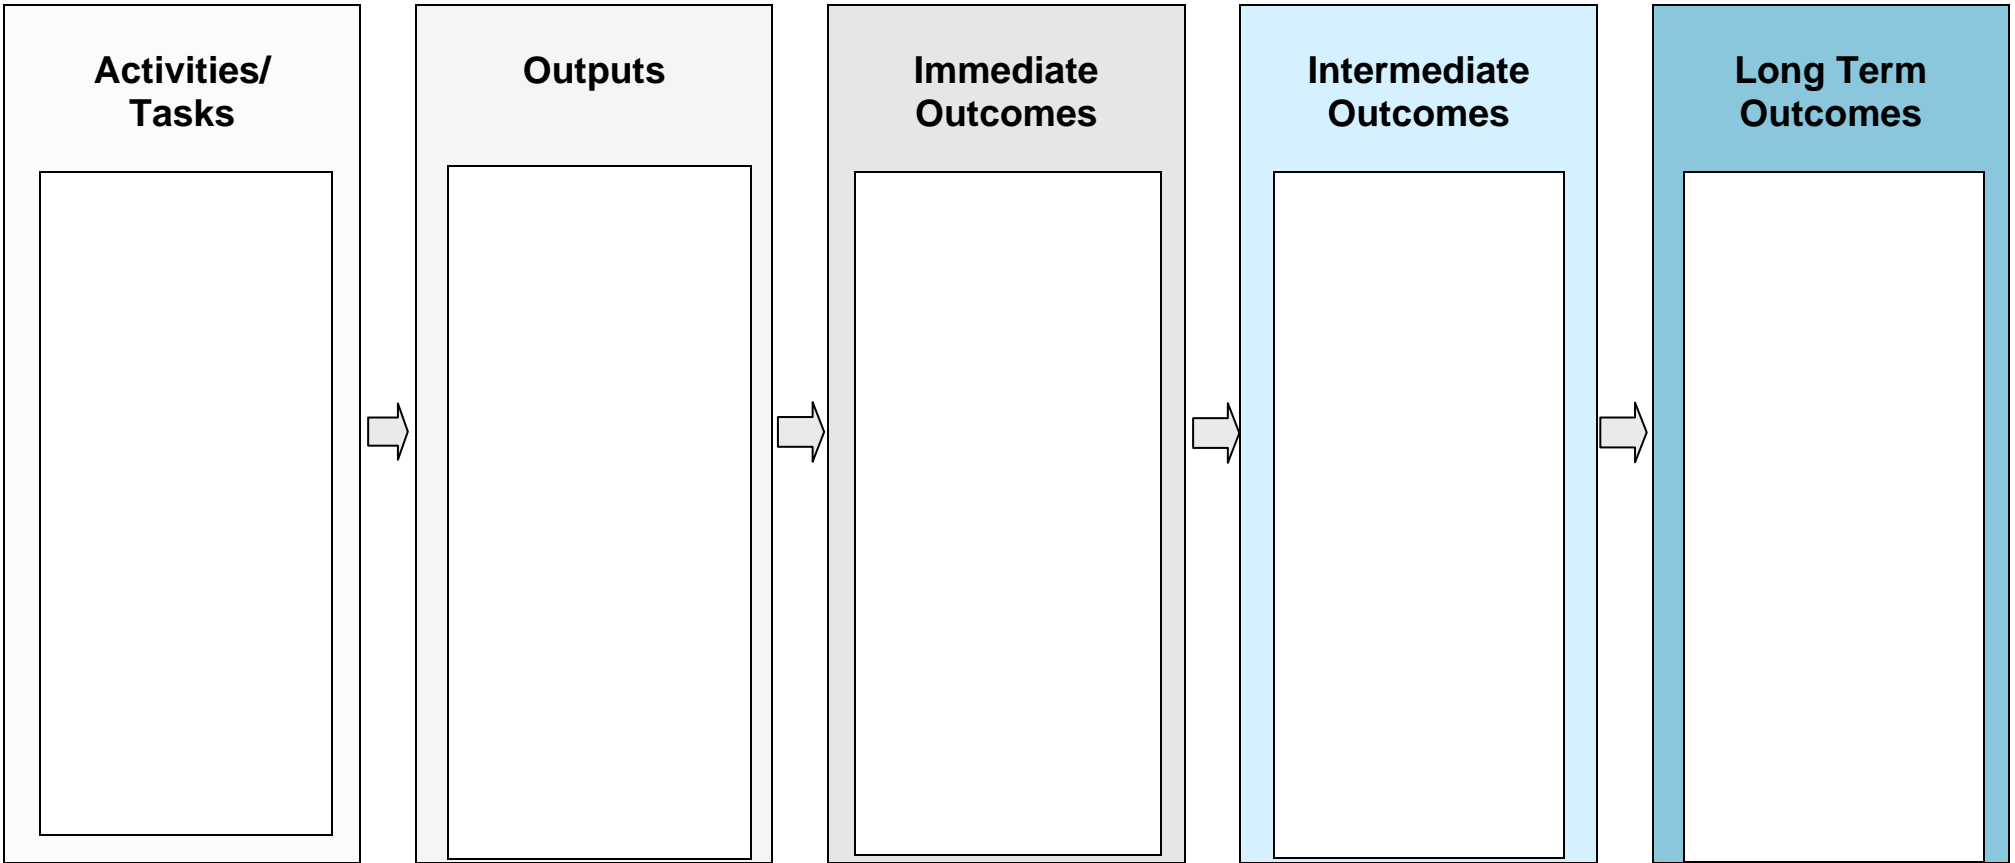 Activities/
Tasks
Outputs
Immediate
Outcomes
Intermediate
Outcomes
Long Term
Outcomes